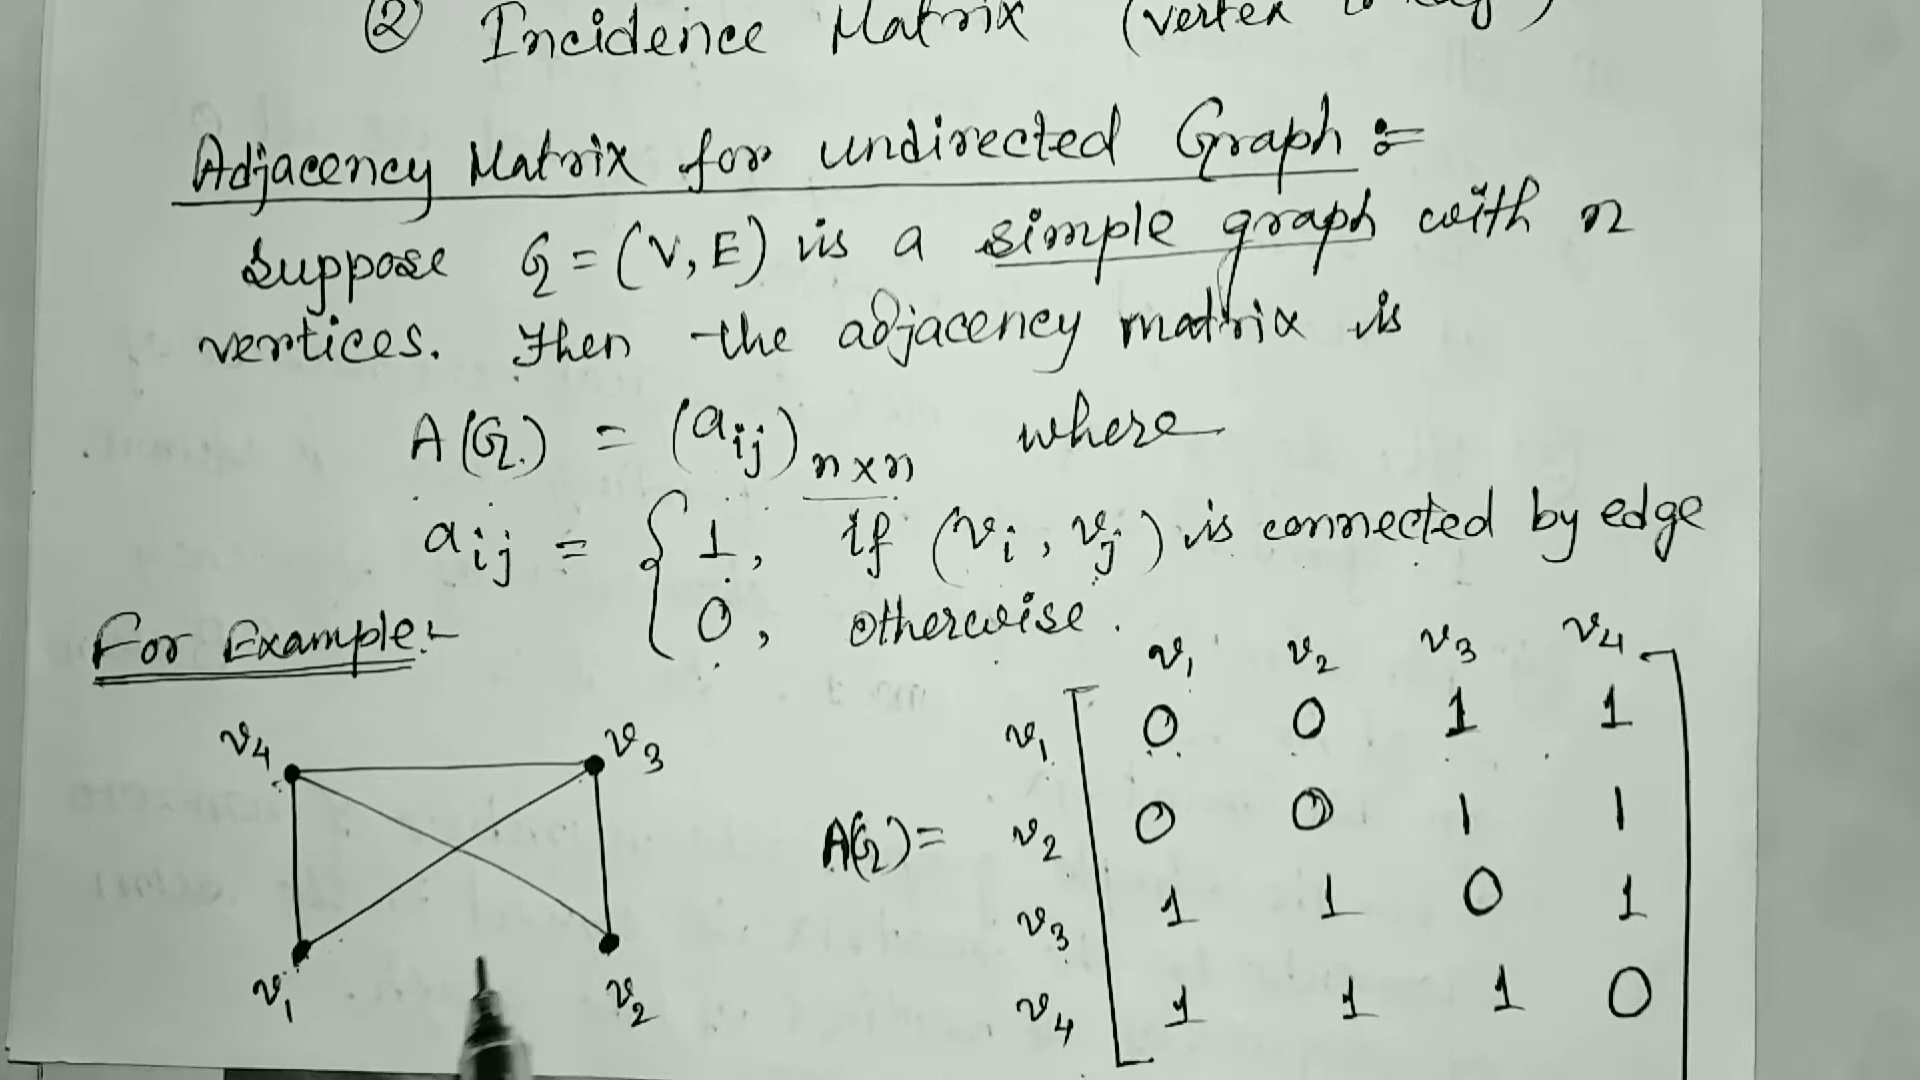 ② Incidence Matrix (vertex
Adjacency Matrix for undirected Graph :=
Suppose G = (V, E) is a simple graph with n
vertices. Then the adjacency matrix is
A(G) = (aij)n×n where
aij = { 1, if (vi, vj) is connected by edge
0, otherwise.
For Example:-
v4 v3
v1 v2
v1 v2 v3 v4
v1 0 0 1 1
A(G) = v2 0 0 1 1
v3 1 1 0 1
v4 1 1 1 0